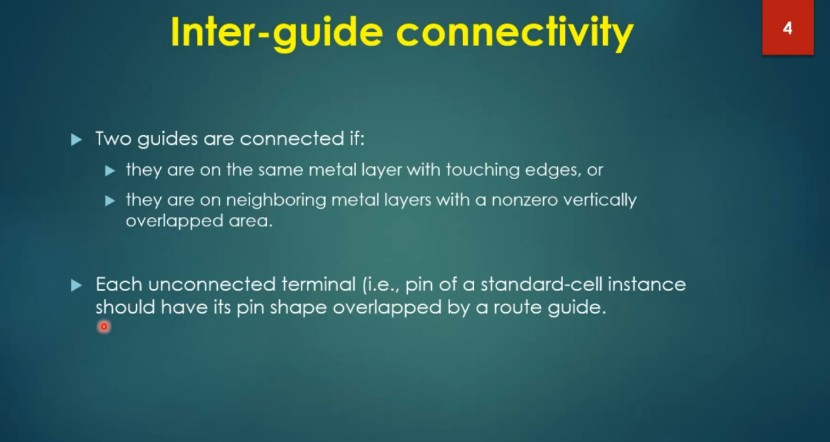 Inter-guide connectivity
4
Two guides are connected if:
they are on the same metal layer with touching edges, or
they are on neighboring metal layers with a nonzero vertically
overlapped area.
Each unconnected terminal (i.e., pin of a standard-cell instance
should have its pin shape overlapped by a route guide.